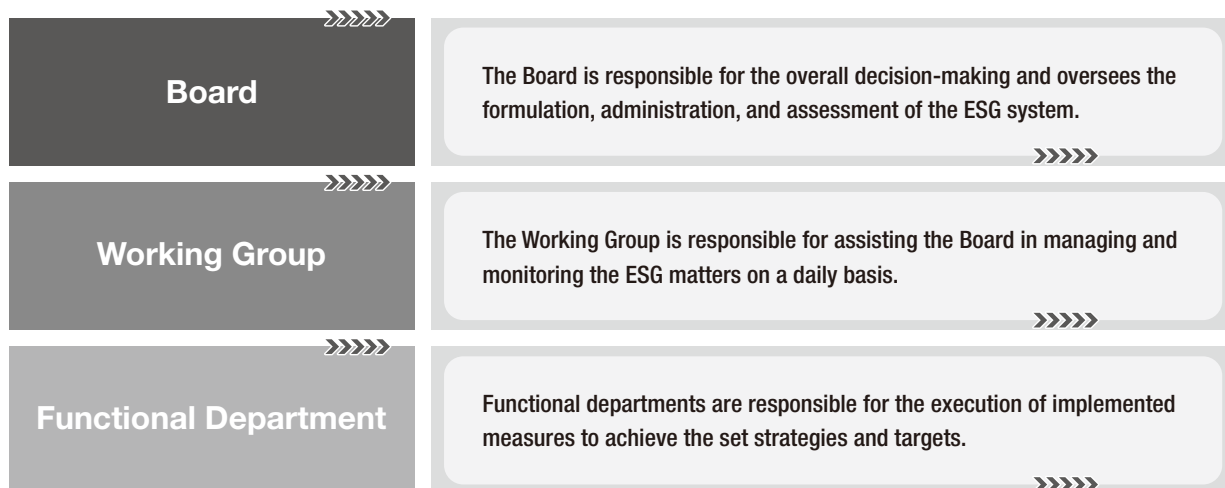 Board
The Board is responsible for the overall decision-making and oversees the
formulation, administration, and assessment of the ESG system.
Working Group
The Working Group is responsible for assisting the Board in managing and
monitoring the ESG matters on a daily basis.
Functional Department
Functional departments are responsible for the execution of implemented
measures to achieve the set strategies and targets.